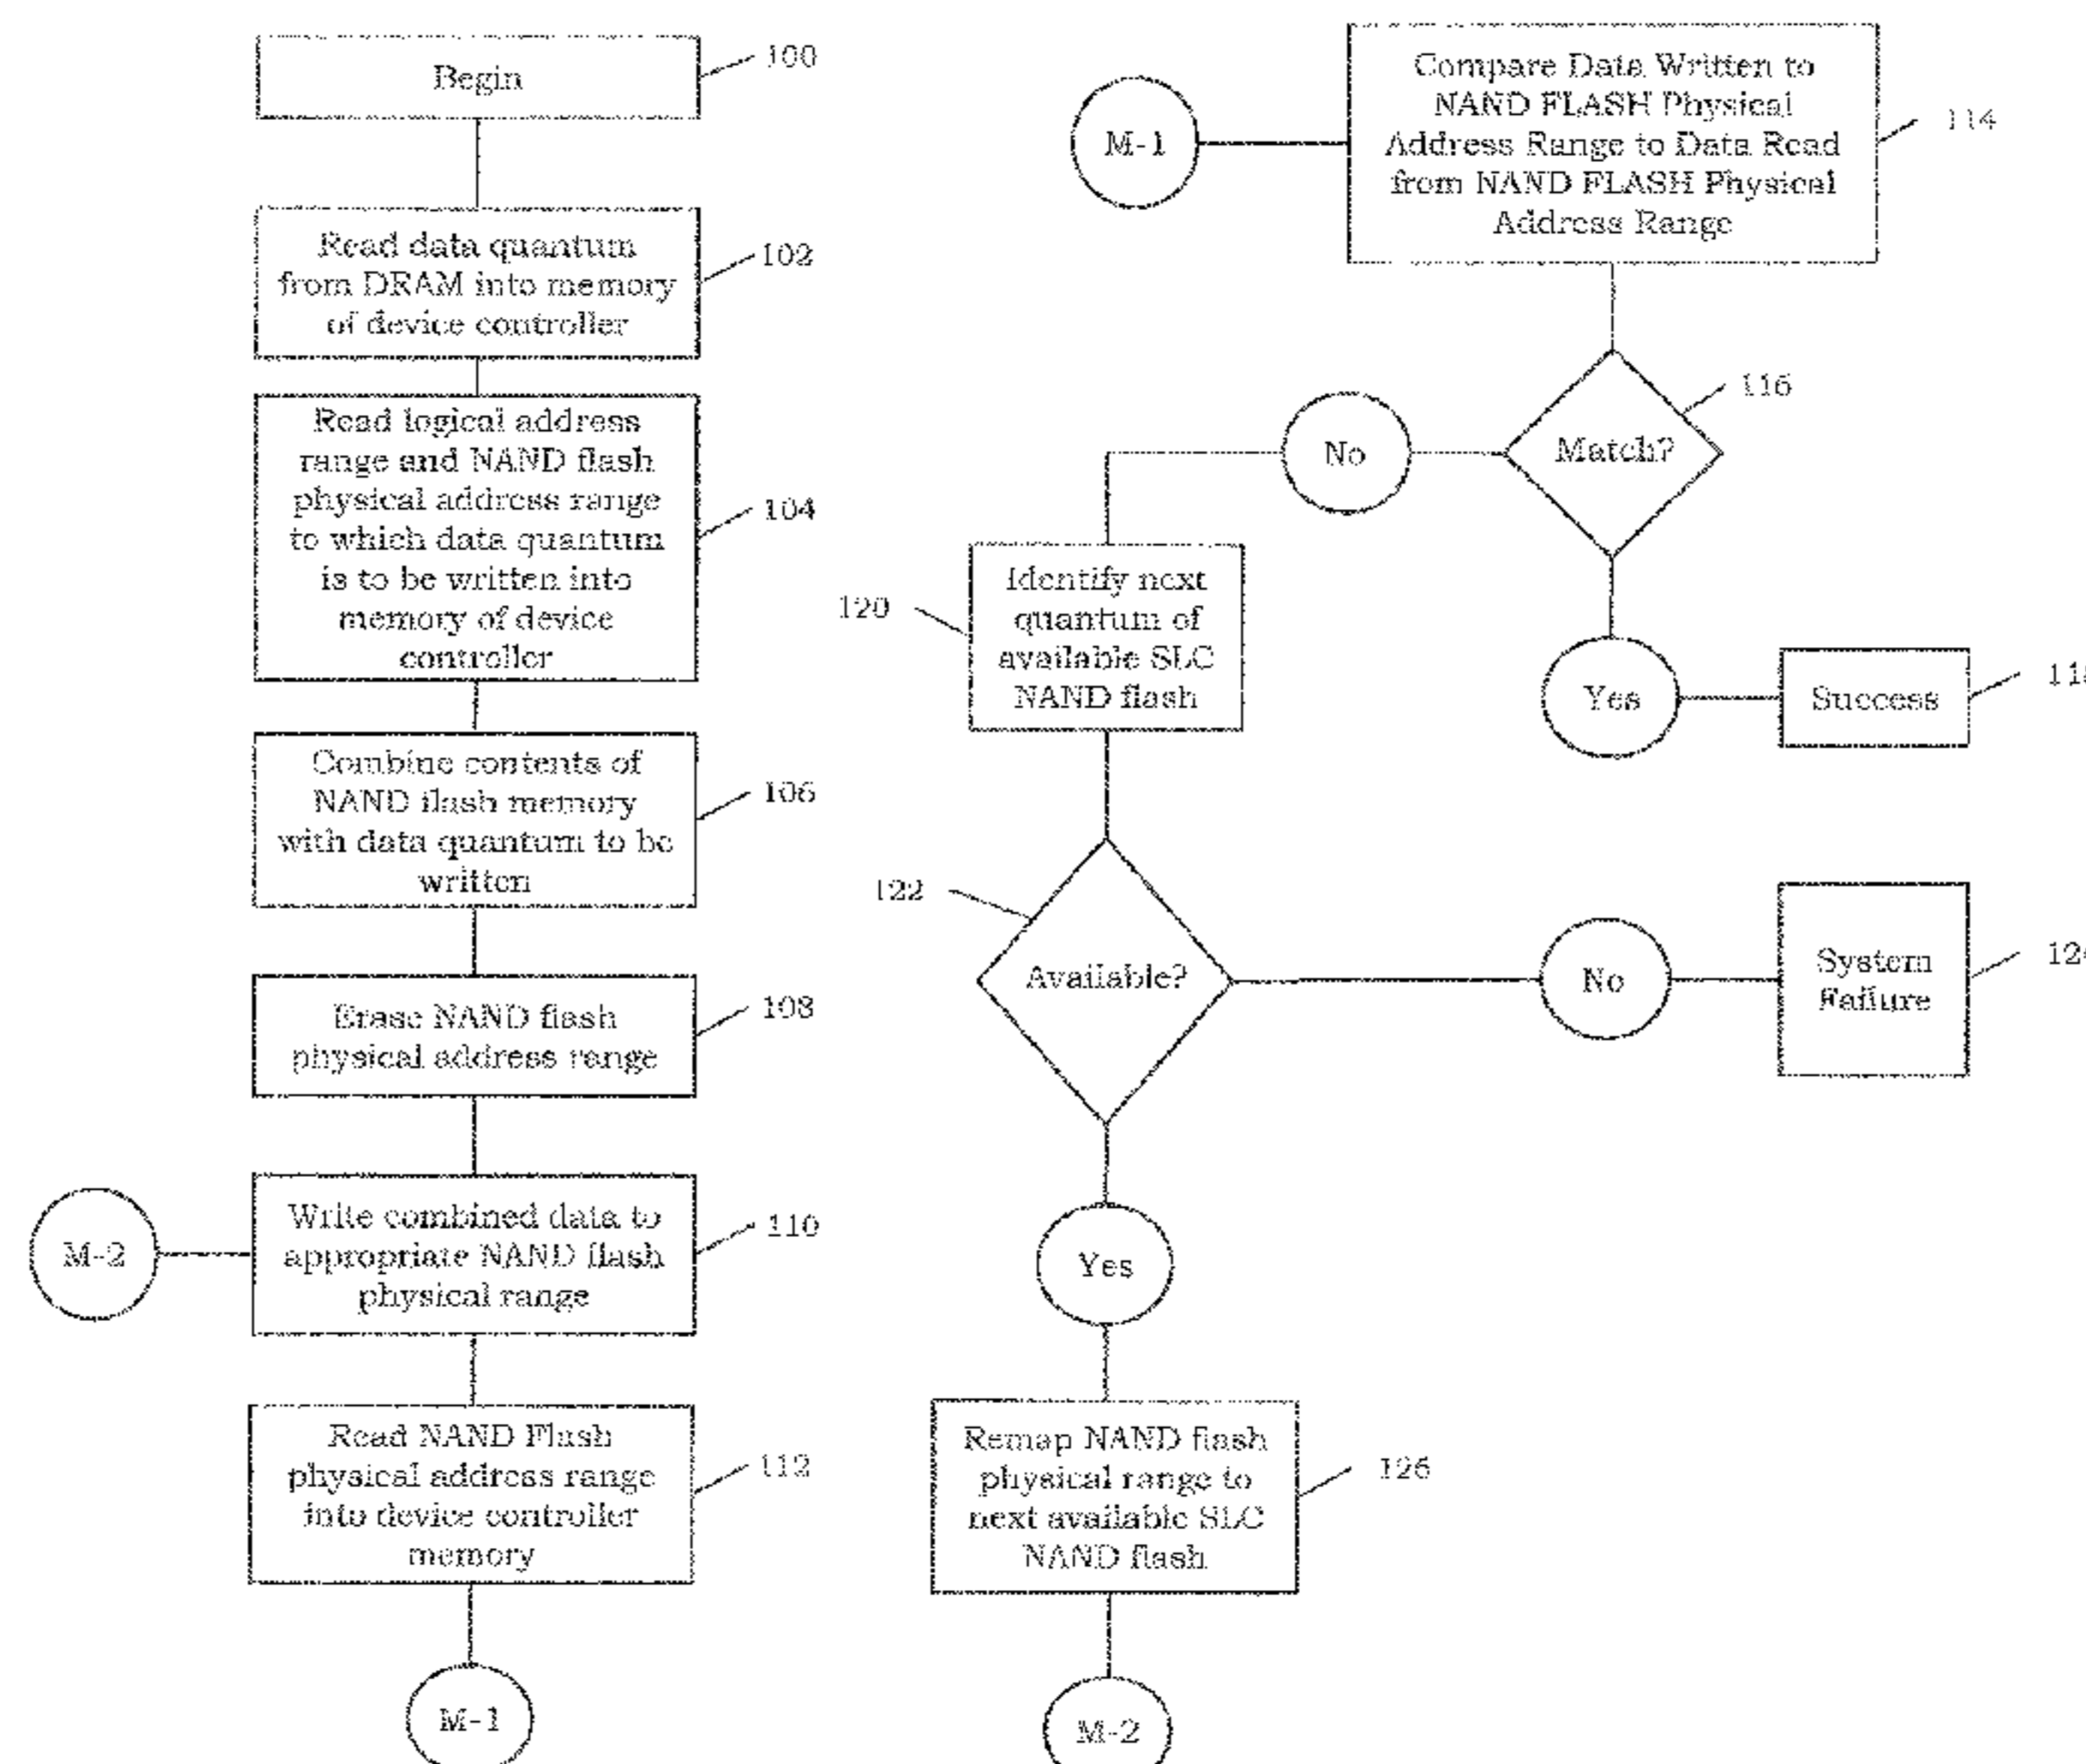 Begin
100
Read data quantum
from DRAM into memory
of device controller
102
Read logical address
range and NAND flash
physical address range
to which data quantum
is to be written into
memory of device
controller
104
Combine contents of
NAND flash memory
with data quantum to be
written
106
Erase NAND flash
physical address range
108
M-2
Write combined data to
appropriate NAND flash
physical range
110
Read NAND Flash
physical address range
into device controller
memory
112
M-1
M-1
Compare Data Written to
NAND FLASH Physical
Address Range to Data Read
from NAND FLASH Physical
Address Range
114
Match?
116
No
Yes
Success
Identify next
quantum of
available SLC
NAND flash
120
Available?
122
No
System
Failure
Yes
Remap NAND flash
physical range to
next available SLC
NAND flash
126
M-2